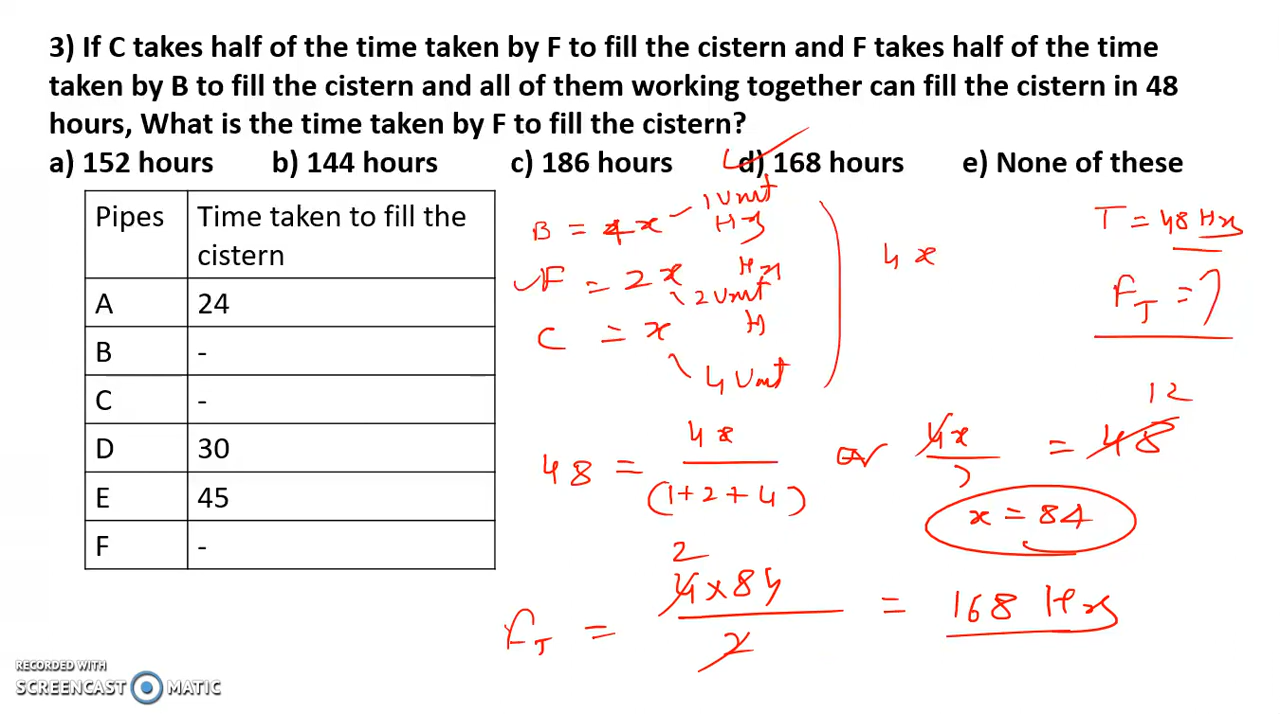 3) If C takes half of the time taken by F to fill the cistern and F takes half of the time
taken by B to fill the cistern and all of them working together can fill the cistern in 48
hours, What is the time taken by F to fill the cistern?
a) 152 hours b) 144 hours c) 186 hours d) 168 hours e) None of these
Pipes Time taken to fill the
cistern
A 24
B -
C -
D 30
E 45
F -
1 Unit
B = 4x Hrs
F = 2x Hrs
2 Unit
C = x H
4 Unit
4x
T = 48 Hrs
F_T = ?
48 = 4x / (1+2+4) or 4x / 7 = 48
12
x = 84
2
F_T = 4x84 / 2 = 168 Hrs
RECORDED WITH
SCREENCAST MATIC